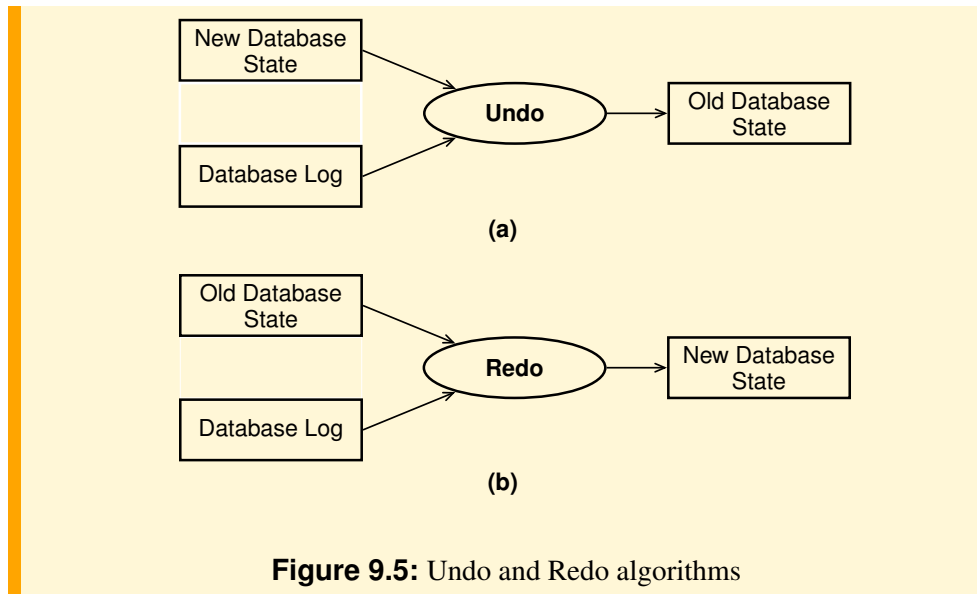 New Database
State
Undo
Old Database
State
Database Log
(a)
Old Database
State
Redo
New Database
State
Database Log
(b)
Figure 9.5: Undo and Redo algorithms